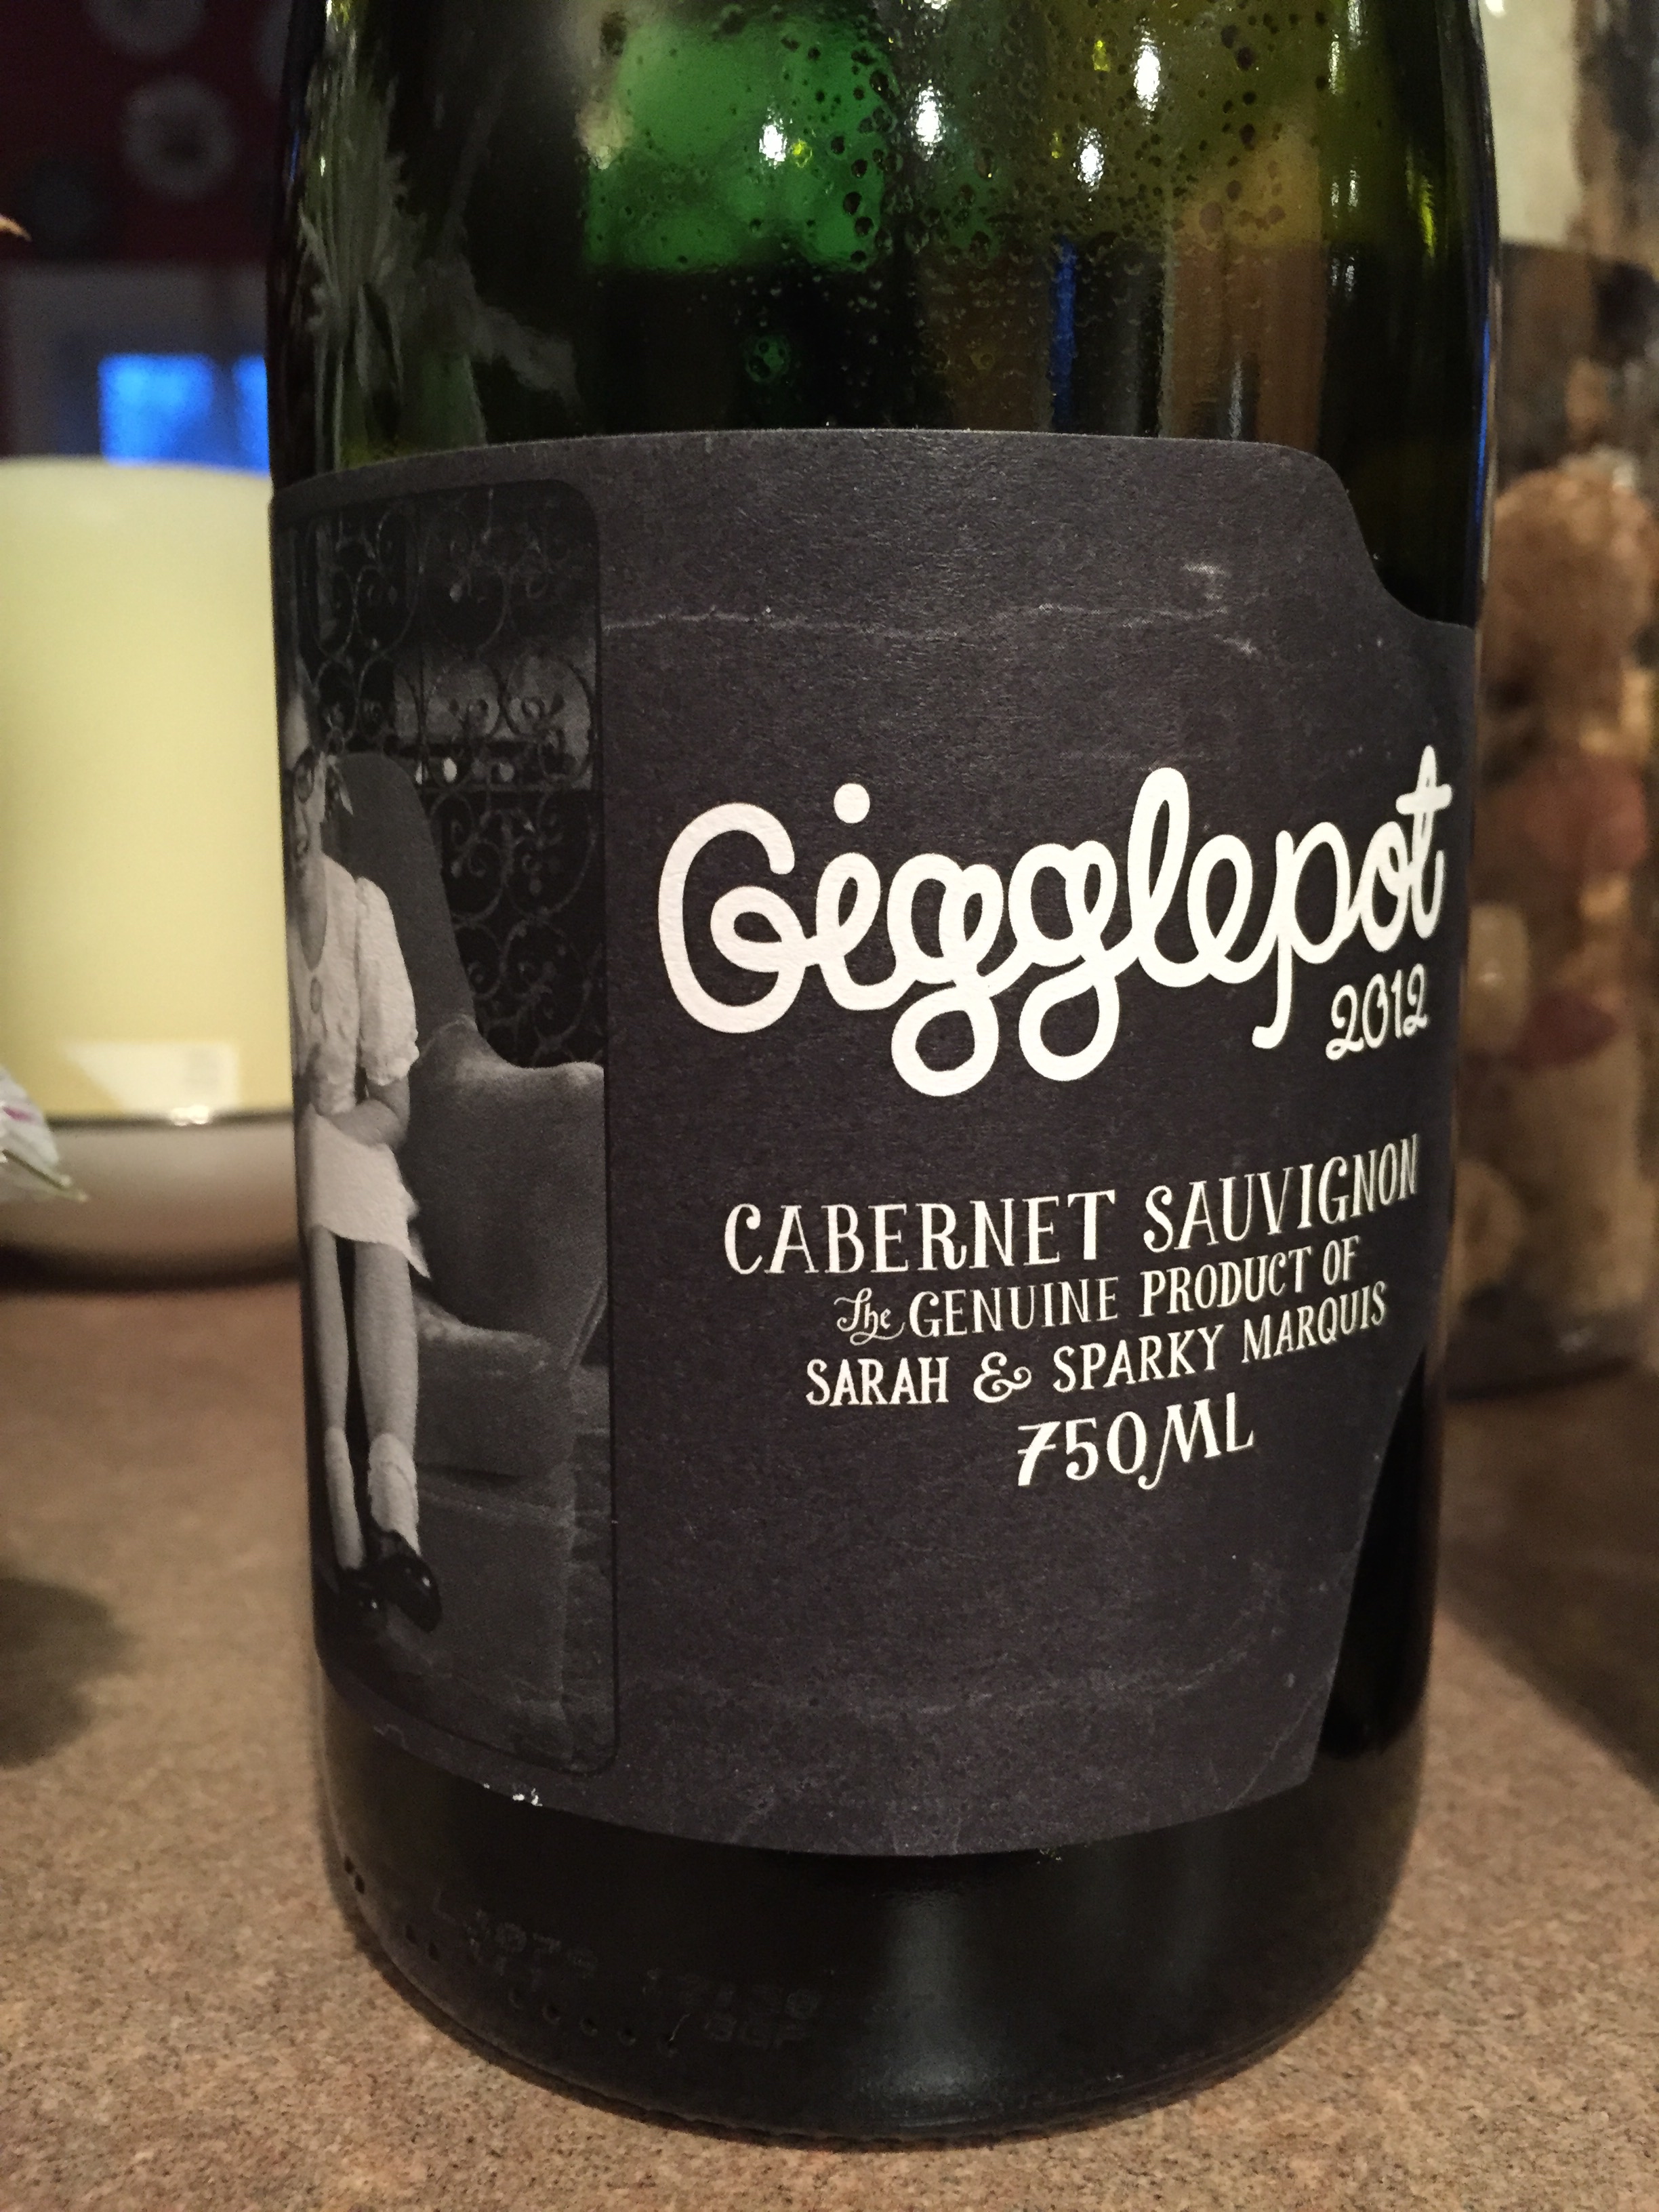 Gigglepot
2012
CABERNET SAUVIGNON
The GENUINE PRODUCT OF
SARAH & SPARKY MARQUIS
750ML